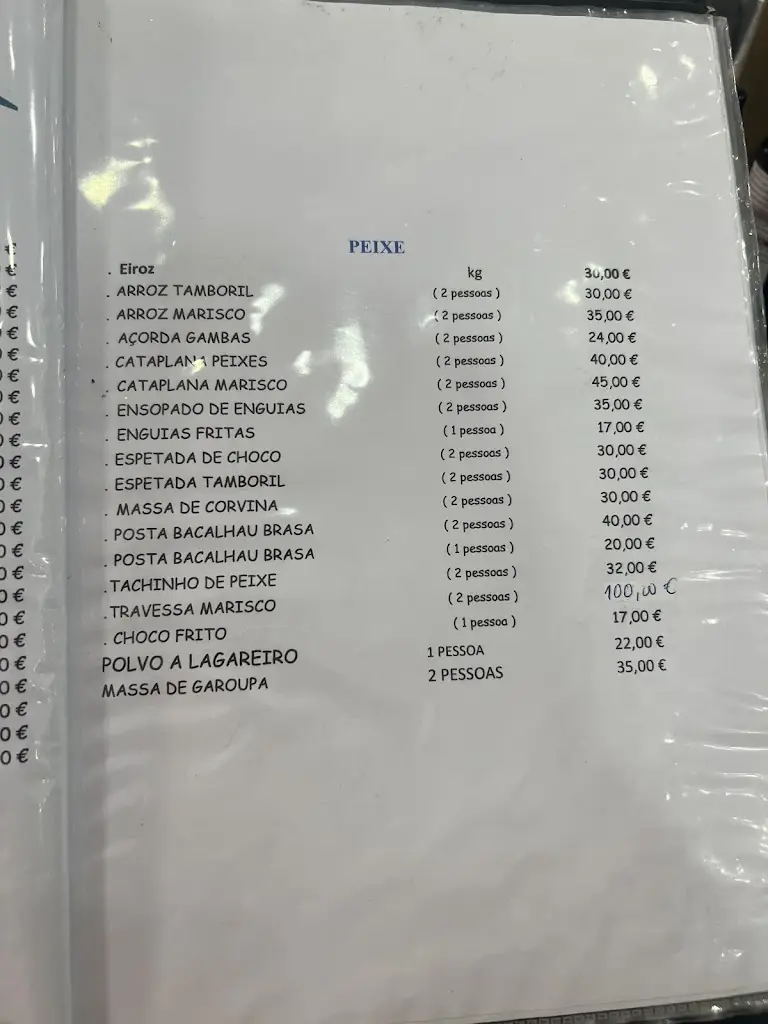 PEIXE
. Eiroz kg 30,00 €
. ARROZ TAMBORIL ( 2 pessoas ) 30,00 €
. ARROZ MARISCO ( 2 pessoas ) 35,00 €
. AÇORDA GAMBAS ( 2 pessoas ) 24,00 €
. CATAPLANA PEIXES ( 2 pessoas ) 40,00 €
. CATAPLANA MARISCO ( 2 pessoas ) 45,00 €
. ENSOPADO DE ENGUIAS ( 2 pessoas ) 35,00 €
. ENGUIAS FRITAS ( 1 pessoa ) 17,00 €
. ESPETADA DE CHOCO ( 2 pessoas ) 30,00 €
. ESPETADA TAMBORIL ( 2 pessoas ) 30,00 €
. MASSA DE CORVINA ( 2 pessoas ) 30,00 €
. POSTA BACALHAU BRASA ( 2 pessoas ) 40,00 €
. POSTA BACALHAU BRASA ( 1 pessoas ) 20,00 €
.TACHINHO DE PEIXE ( 2 pessoas ) 32,00 €
.TRAVESSA MARISCO ( 2 pessoas ) 100,00 €
. CHOCO FRITO ( 1 pessoa ) 17,00 €
POLVO A LAGAREIRO 1 PESSOA 22,00 €
MASSA DE GAROUPA 2 PESSOAS 35,00 €